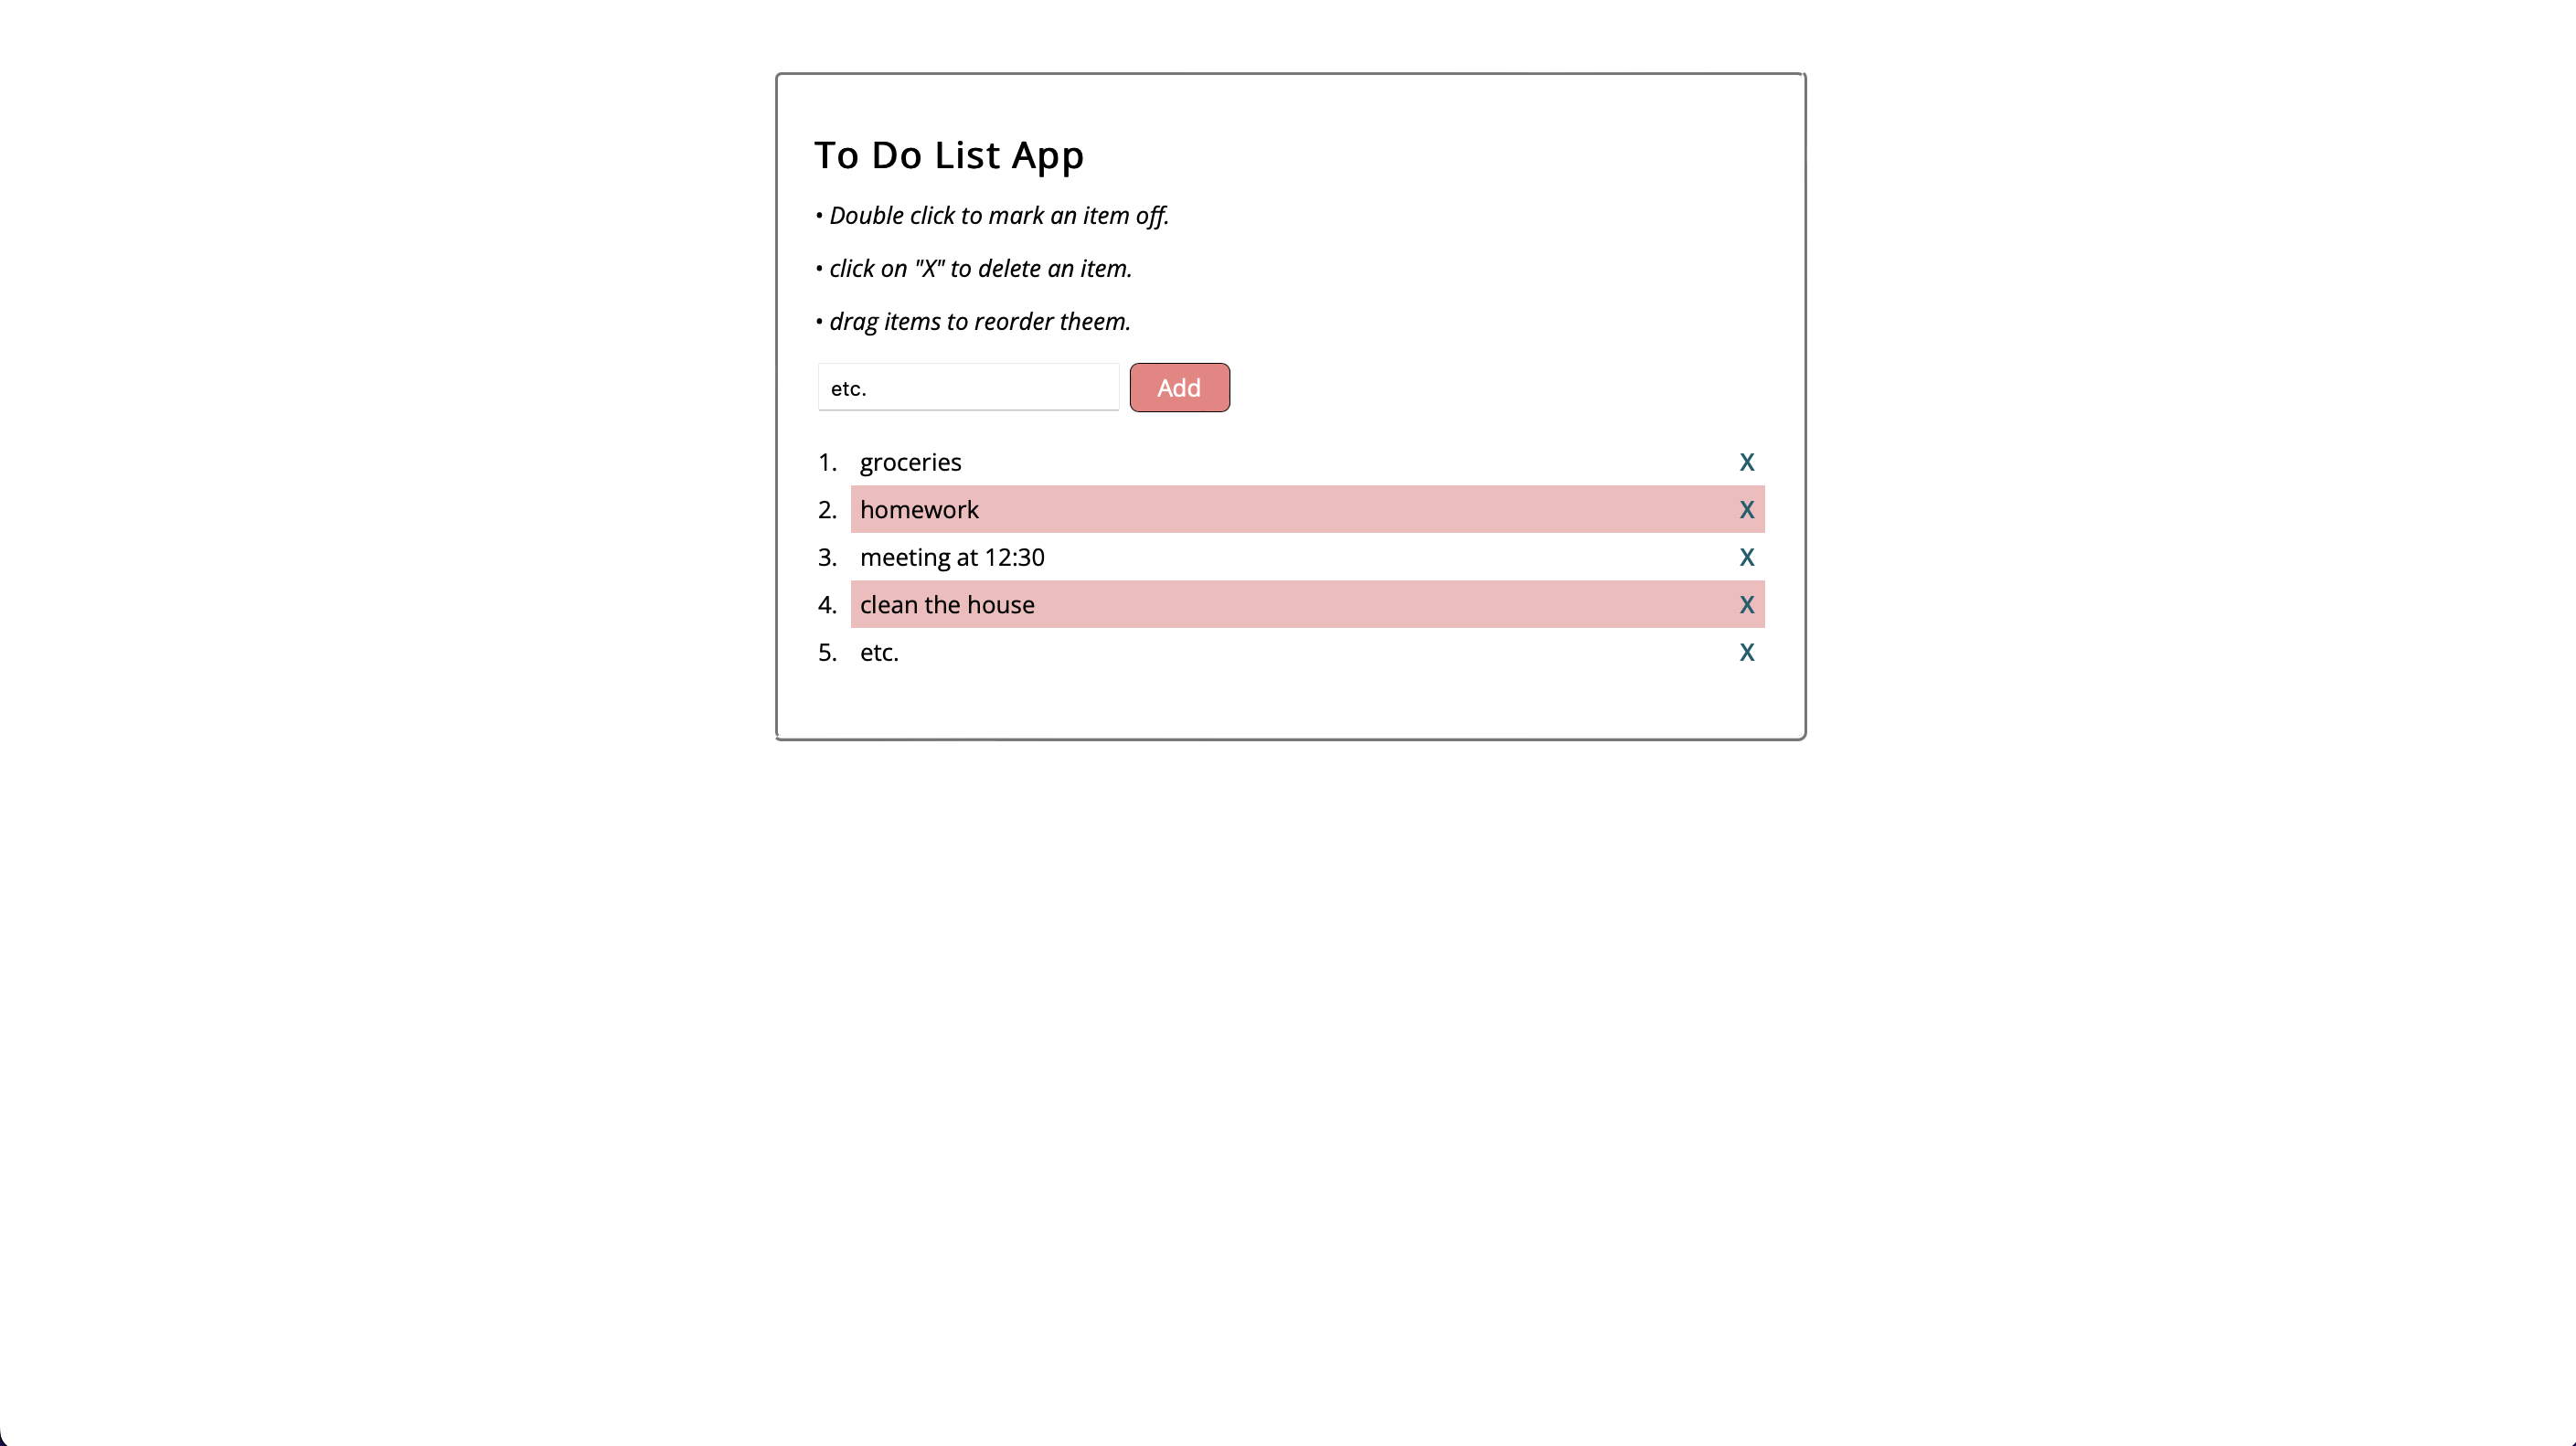 To Do List App
• Double click to mark an item off.
• click on "X" to delete an item.
• drag items to reorder theem.
etc. Add
1. groceries X
2. homework X
3. meeting at 12:30 X
4. clean the house X
5. etc. X